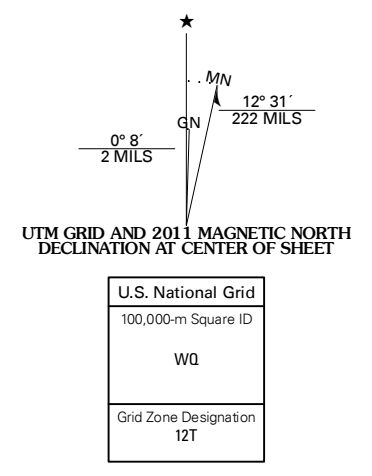 ★
MN
12° 31´
222 MILS
GN
0° 8´
2 MILS
UTM GRID AND 2011 MAGNETIC NORTH
DECLINATION AT CENTER OF SHEET
U.S. National Grid
100,000-m Square ID
WQ
Grid Zone Designation
12T